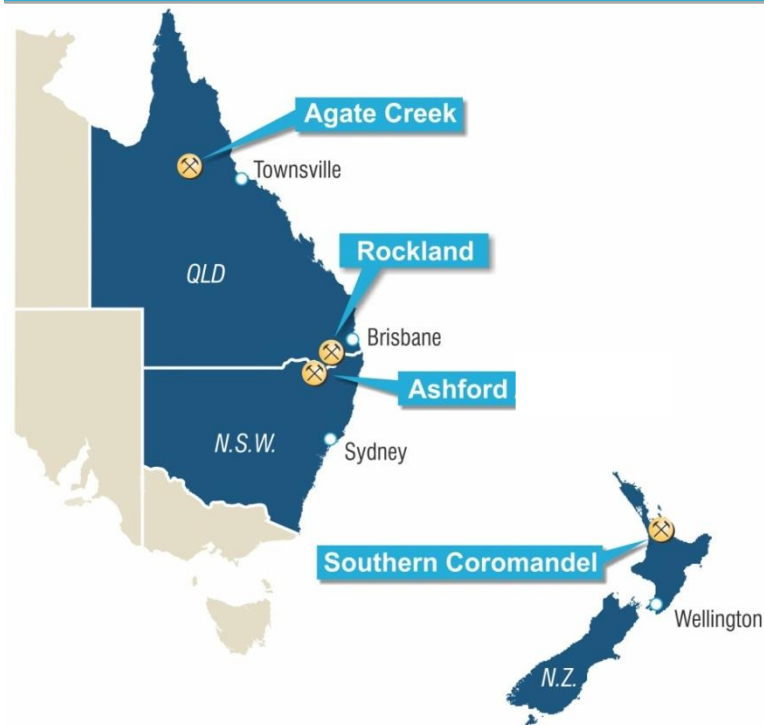 Agate Creek
Townsville
Rockland
QLD
Brisbane
Ashford
N.S.W.
Sydney
Southern Coromandel
Wellington
N.Z.